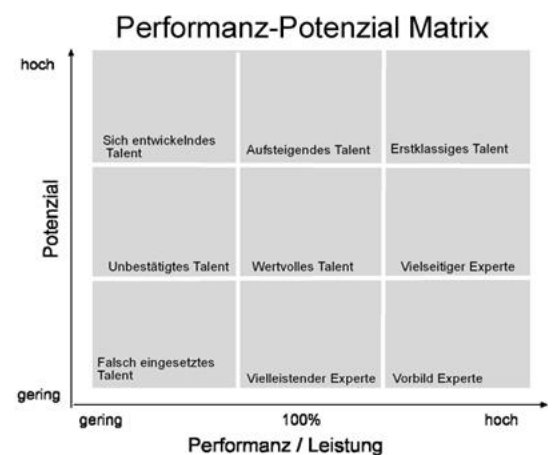 Performanz-Potenzial Matrix
hoch
Potenzial
Sich entwickelndes
Talent
Aufsteigendes Talent
Erstklassiges Talent
Unbestätigtes Talent
Wertvolles Talent
Vielseitiger Experte
Falsch eingesetztes
Talent
Vielleistender Experte
Vorbild Experte
gering
gering
100%
hoch
Performanz / Leistung